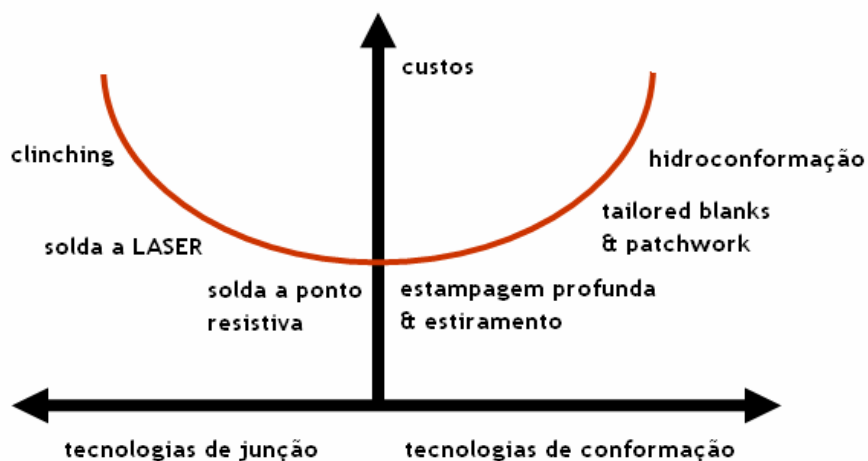 custos
clinching
hidroconformação
tailored blanks
& patchwork
solda a LASER
solda a ponto
resistiva
estampagem profunda
& estiramento
tecnologias de junção
tecnologias de conformação